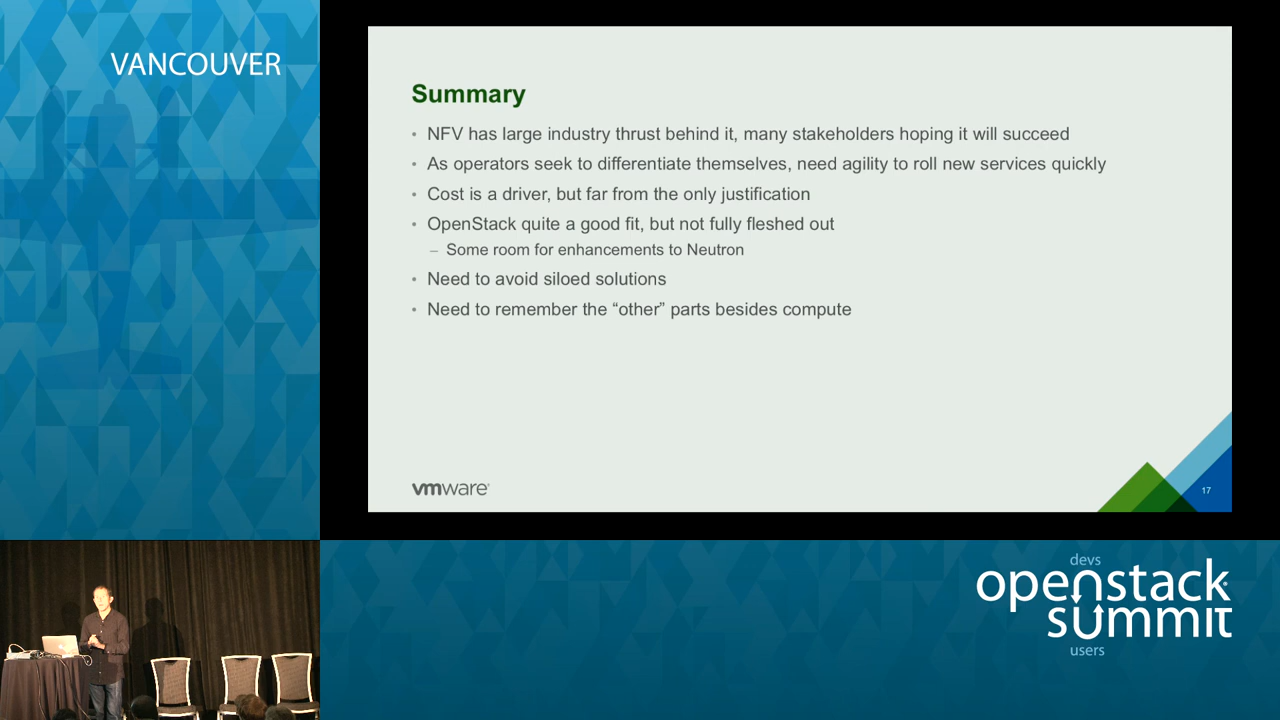 VANCOUVER
Summary
• NFV has large industry thrust behind it, many stakeholders hoping it will succeed
• As operators seek to differentiate themselves, need agility to roll new services quickly
• Cost is a driver, but far from the only justification
• OpenStack quite a good fit, but not fully fleshed out
– Some room for enhancements to Neutron
• Need to avoid siloed solutions
• Need to remember the “other” parts besides compute
vmware®
17
devs
openstack
summit
users